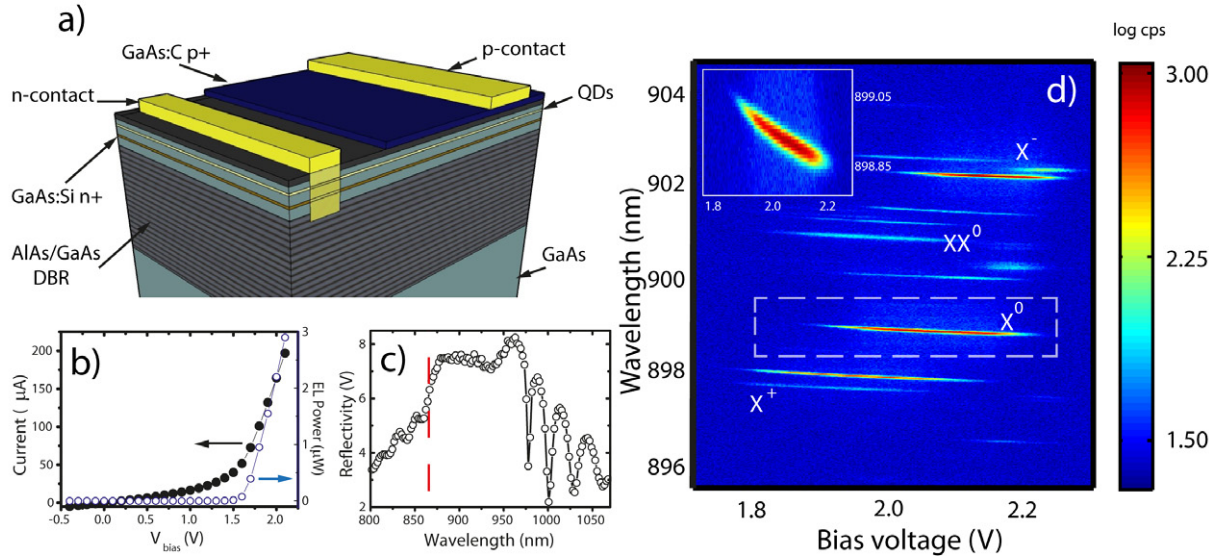 a)
GaAs:C p+
p-contact
n-contact
QDs
GaAs:Si n+
AlAs/GaAs
DBR
GaAs
b)
Current ( μA)
200
150
100
50
0
-0.5 0.0 0.5 1.0 1.5 2.0
V bias (V)
3
2
1
0
EL Power (μW)
c)
Reflectivity (V)
8
6
4
2
800 850 900 950 1000 1050
Wavelength (nm)
d)
Wavelength (nm)
904
902
900
898
896
1.8 2.0 2.2
Bias voltage (V)
899.05
898.85
1.8 2.0 2.2
X-
XX0
X0
X+
log cps
3.00
2.25
1.50